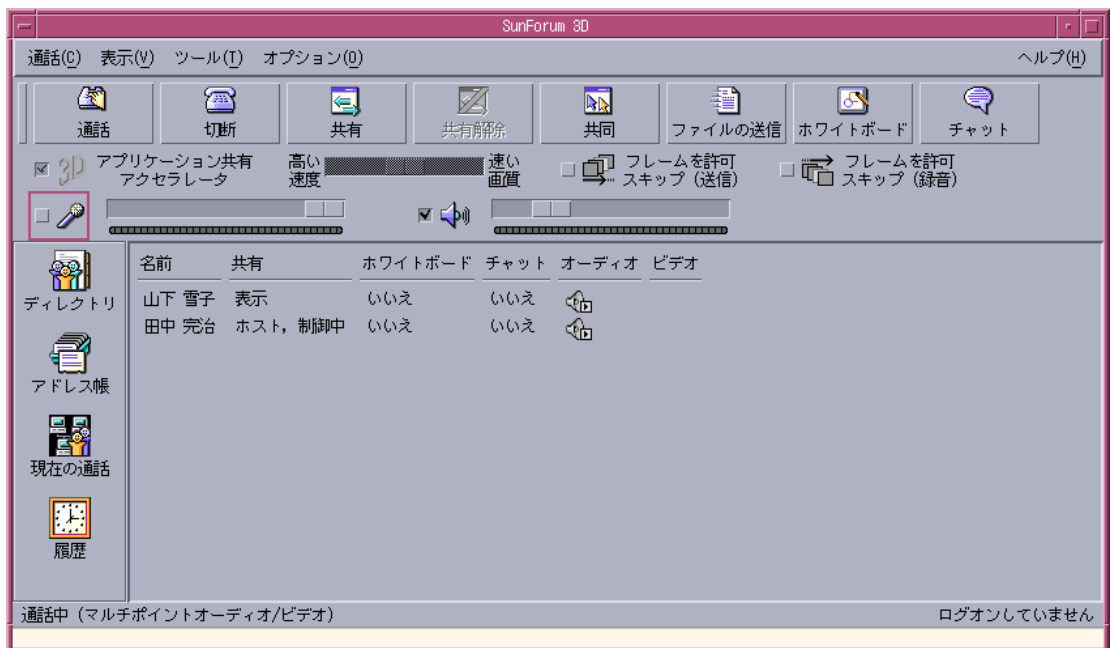 SunForum 3D
通話(C) 表示(V) ツール(T) オプション(O) ヘルプ(H)
通話 切断 共有 共有解除 共同 ファイルの送信 ホワイトボード チャット
3D アプリケーション共有 高い 速い フレームを許可 フレームを許可
アクセラレータ 速度 画質 スキップ（送信） スキップ（録音）
名前 共有 ホワイトボード チャット オーディオ ビデオ
山下 雪子 表示 いいえ いいえ
田中 完治 ホスト，制御中 いいえ いいえ
ディレクトリ
アドレス帳
現在の通話
履歴
通話中（マルチポイントオーディオ/ビデオ） ログオンしていません